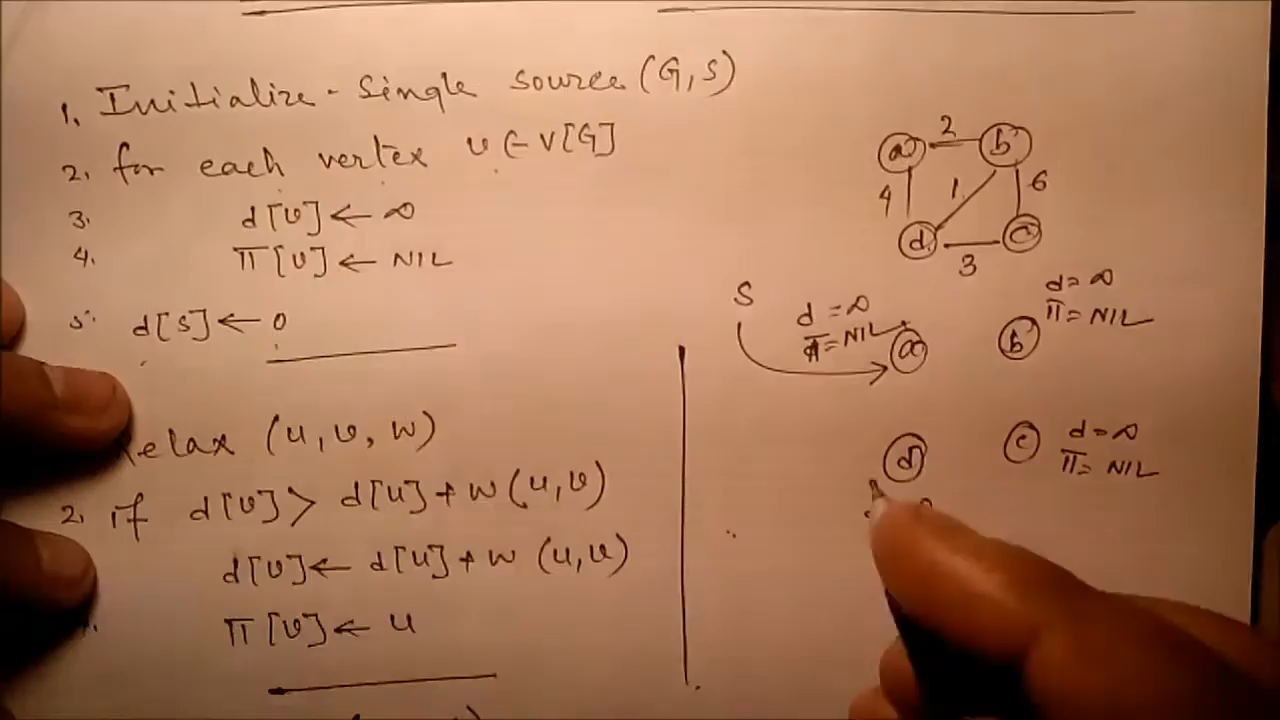 1. Initialize - Single source (G, S)
2. for each vertex v ∈ V[G]
3. d[v] ← ∞
4. π[v] ← NIL
5. d[s] ← 0
Relax (u, v, w)
2. if d[v] > d[u] + w (u, v)
d[v] ← d[u] + w (u, v)
π[v] ← u
a 2 b
4 1 6
d 3 c
S
d = ∞
π = NIL
a
d = ∞
π = NIL
b
d
c
d = ∞
π = NIL